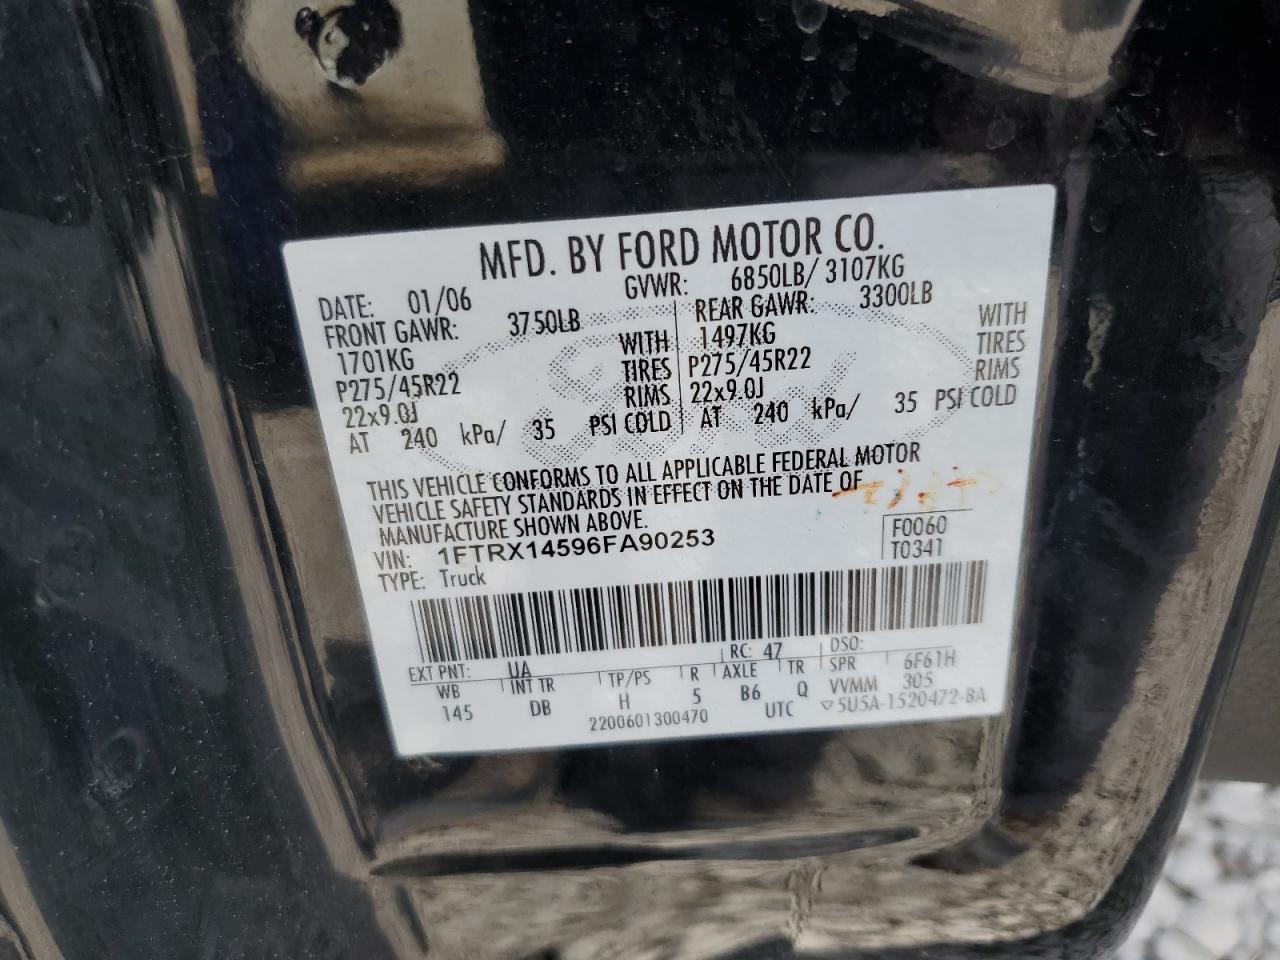 MFD. BY FORD MOTOR CO.
DATE: 01/06 GVWR: 6850LB/ 3107KG
FRONT GAWR: 3750LB REAR GAWR: 3300LB
1701KG WITH 1497KG WITH
P275/45R22 TIRES P275/45R22 TIRES
22x9.0J RIMS 22x9.0J RIMS
AT 240 kPa/ 35 PSI COLD AT 240 kPa/ 35 PSI COLD
THIS VEHICLE CONFORMS TO ALL APPLICABLE FEDERAL MOTOR
VEHICLE SAFETY STANDARDS IN EFFECT ON THE DATE OF
MANUFACTURE SHOWN ABOVE.
VIN: 1FTRX14596FA90253 F0060
TYPE: Truck T0341
EXT PNT: UA RC: 47 DSO:
WB INT TR TP/PS R AXLE TR SPR 6F61H
145 DB H 5 B6 Q VVMM 305
2200601300470 UTC ▽5U5A-1520472-BA